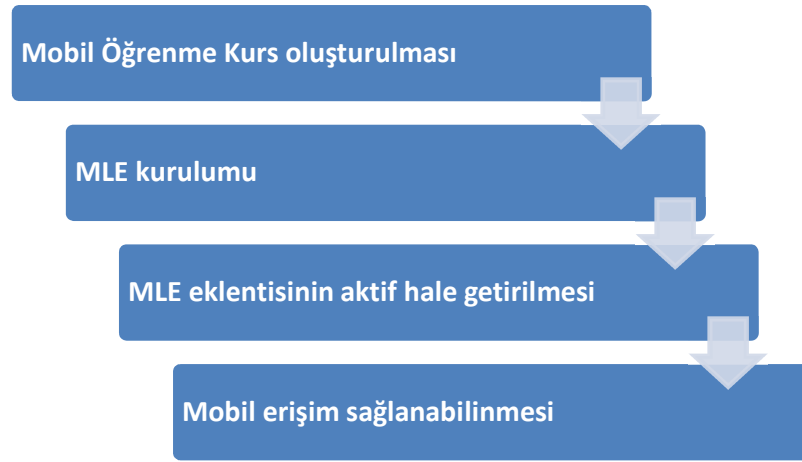 Mobil Öğrenme Kurs oluşturulması
MLE kurulumu
MLE eklentisinin aktif hale getirilmesi
Mobil erişim sağlanabilinmesi